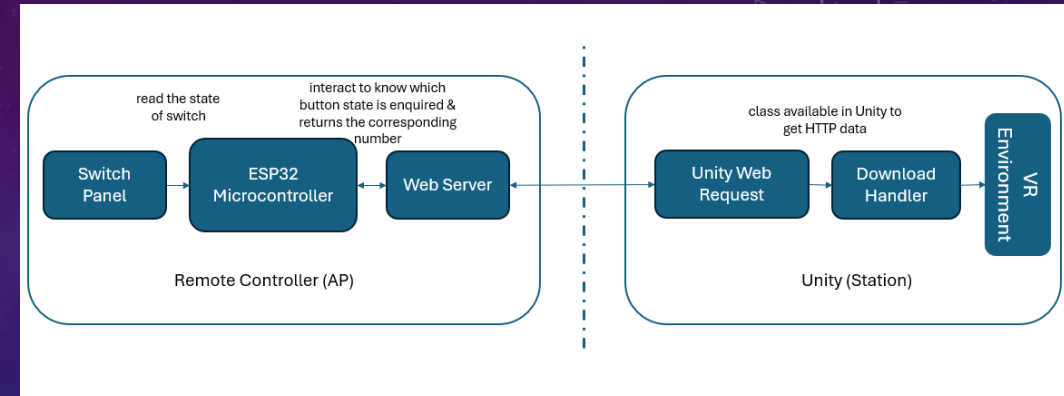 read the state
of switch
interact to know which
button state is enquired &
returns the corresponding
number
Switch
Panel
ESP32
Microcontroller
Web Server
Remote Controller (AP)
class available in Unity to
get HTTP data
Unity Web
Request
Download
Handler
VR
Environment
Unity (Station)